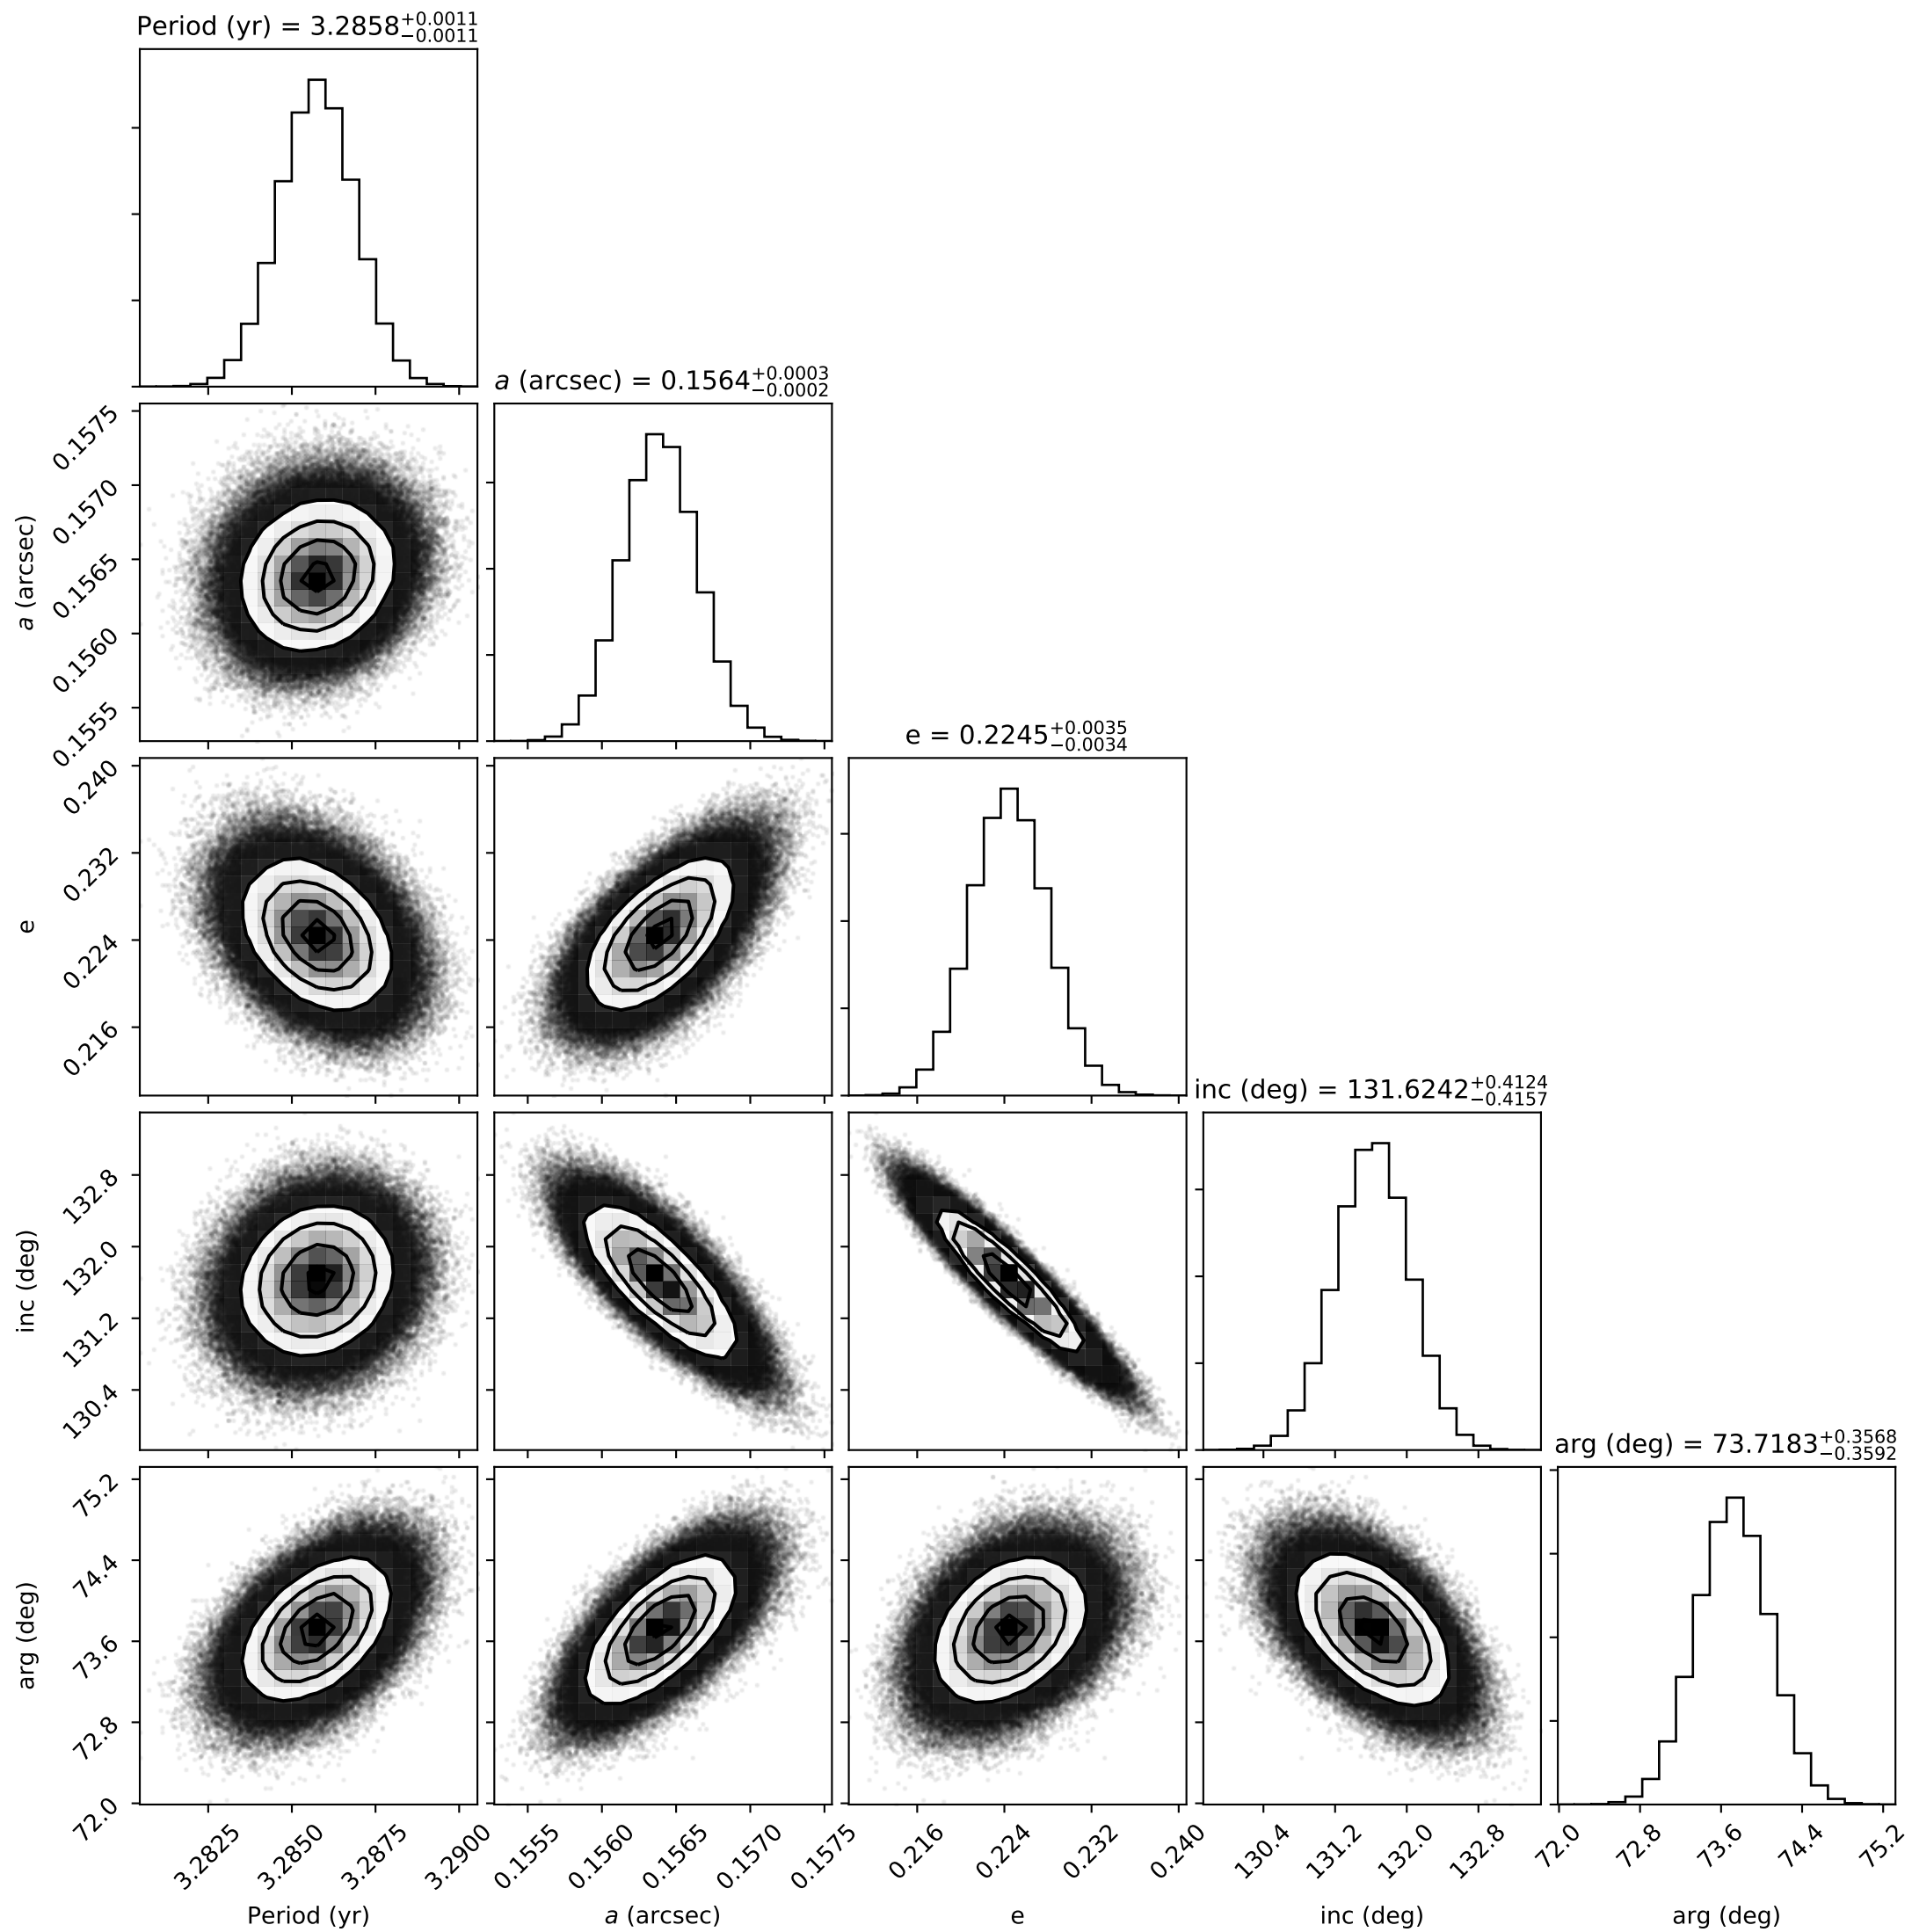 Period (yr) = 3.2858+0.0011 −0.0011
a (arcsec) = 0.1564+0.0003 −0.0002
0.1575
0.1570
0.1565
0.1560
0.1555
a (arcsec)
e = 0.2245+0.0035 −0.0034
0.240
0.232
0.224
0.216
e
inc (deg) = 131.6242+0.4124 −0.4157
132.8
132.0
131.2
130.4
inc (deg)
arg (deg) = 73.7183+0.3568 −0.3592
75.2
74.4
73.6
72.8
72.0
arg (deg)
3.2825 3.2850 3.2875 3.2900 0.1555 0.1560 0.1565 0.1570 0.1575 0.216 0.224 0.232 0.240 130.4 131.2 132.0 132.8 72.0 72.8 73.6 74.4 75.2
Period (yr) a (arcsec) e inc (deg) arg (deg)